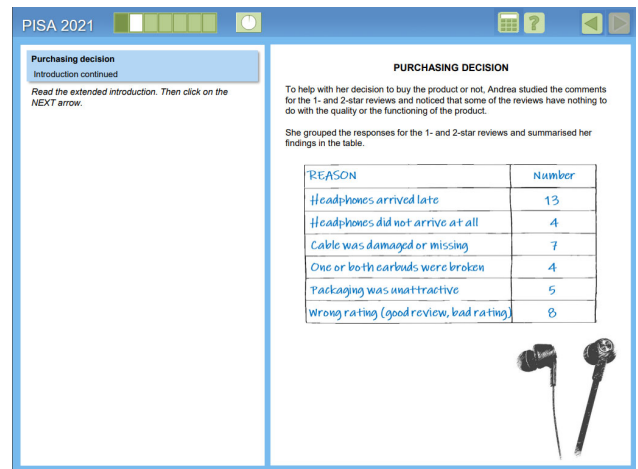 PISA 2021
?
Purchasing decision
Introduction continued
Read the extended introduction. Then click on the
NEXT arrow.
PURCHASING DECISION
To help with her decision to buy the product or not, Andrea studied the comments
for the 1- and 2-star reviews and noticed that some of the reviews have nothing to
do with the quality or the functioning of the product.
She grouped the responses for the 1- and 2-star reviews and summarised her
findings in the table.
REASON Number
Headphones arrived late 13
Headphones did not arrive at all 4
Cable was damaged or missing 7
One or both earbuds were broken 4
Packaging was unattractive 5
Wrong rating (good review, bad rating) 8